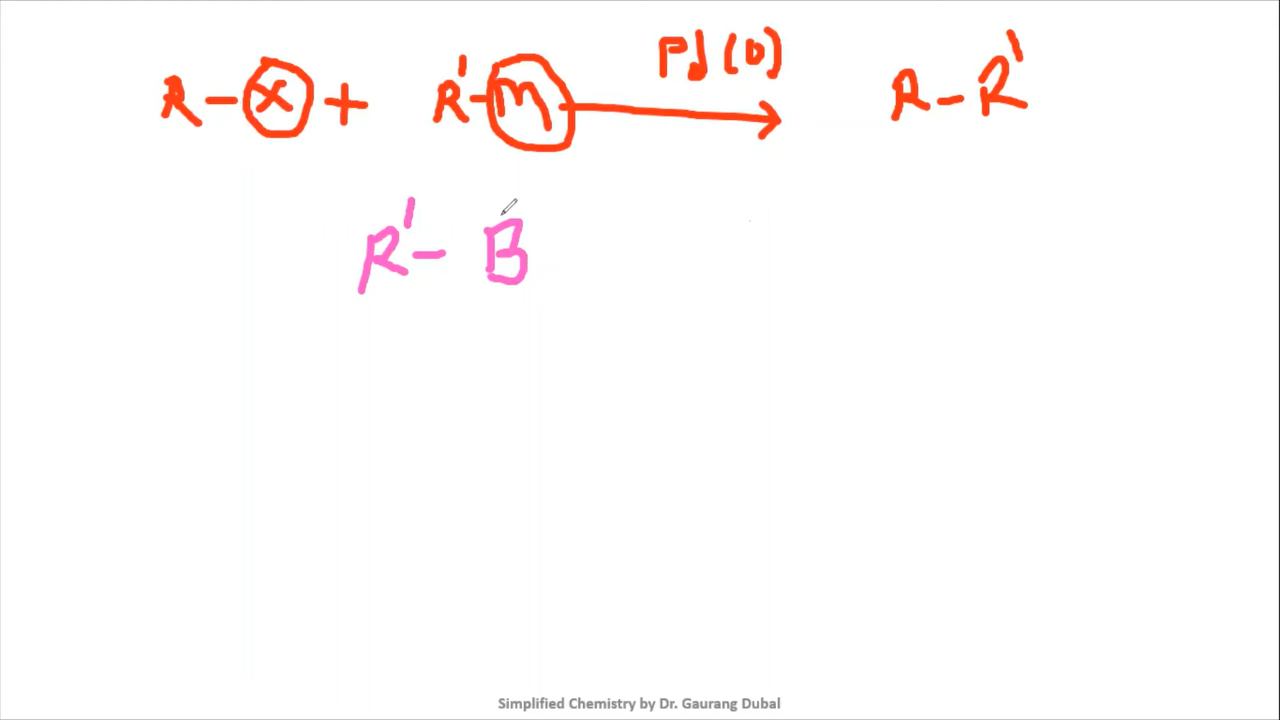 R-X + R'-M Pd(0) R-R'
R'-B
Simplified Chemistry by Dr. Gaurang Dubal